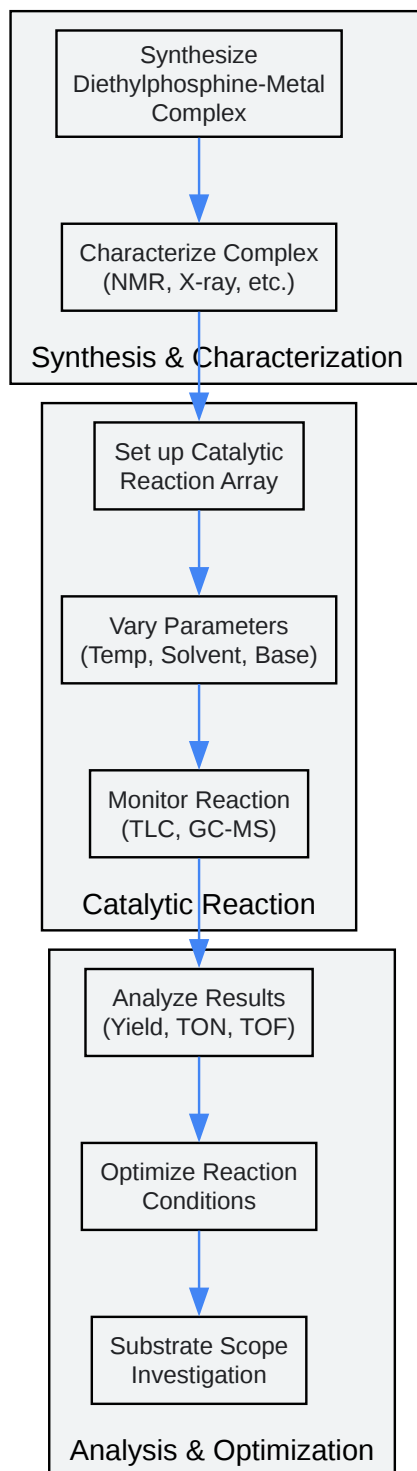 Synthesize
Diethylphosphine-Metal
Complex
Characterize Complex
(NMR, X-ray, etc.)
Synthesis & Characterization
Set up Catalytic
Reaction Array
Vary Parameters
(Temp, Solvent, Base)
Monitor Reaction
(TLC, GC-MS)
Catalytic Reaction
Analyze Results
(Yield, TON, TOF)
Optimize Reaction
Conditions
Substrate Scope
Investigation
Analysis & Optimization